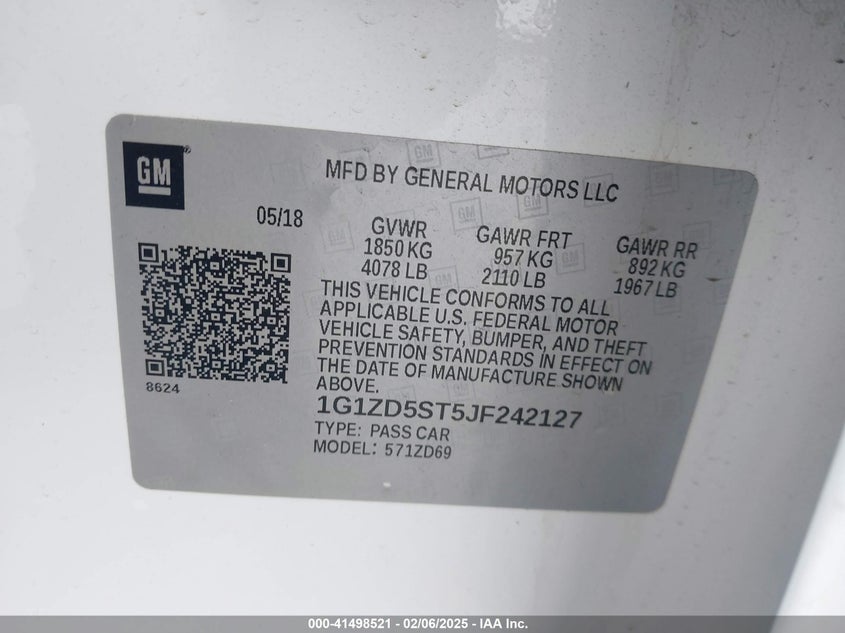 GM
MFD BY GENERAL MOTORS LLC
05/18
GVWR
1850 KG
4078 LB
GAWR FRT
957 KG
2110 LB
GAWR RR
892 KG
1967 LB
THIS VEHICLE CONFORMS TO ALL
APPLICABLE U.S. FEDERAL MOTOR
VEHICLE SAFETY, BUMPER, AND THEFT
PREVENTION STANDARDS IN EFFECT ON
THE DATE OF MANUFACTURE SHOWN
ABOVE.
8624
1G1ZD5ST5JF242127
TYPE: PASS CAR
MODEL: 571ZD69
000-41498521 - 02/06/2025 - IAA Inc.